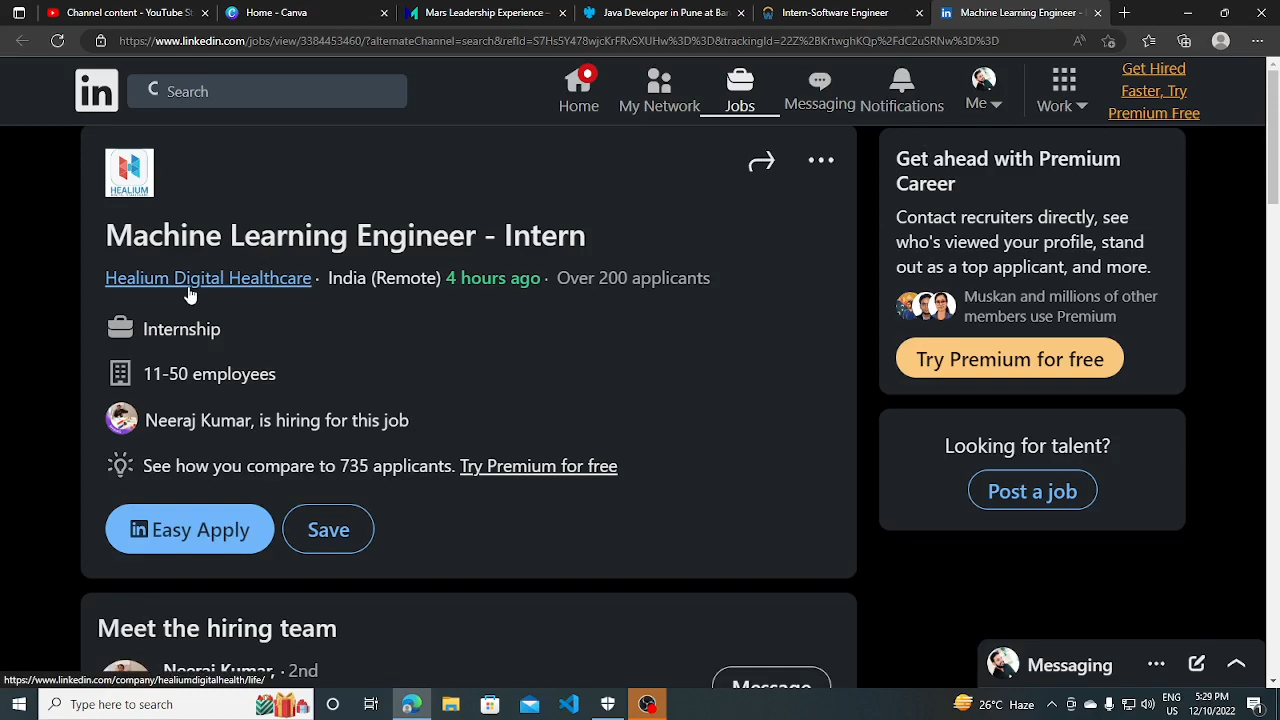 Channel content - YouTube St
Home - Canva
Mars Leadership Experience -
Java Developer in Pune at Bar
Intern-Software Engineer
Machine Learning Engineer -
https://www.linkedin.com/jobs/view/3384453460/?alternateChannel=search&refId=S7Hs5Y478wjcKrFRvSXUHw%3D%3D&trackingId=22Z%2BKrtwghKQp%2FdC2uSRNw%3D%3D
in
Search
Home
My Network
Jobs
Messaging
Notifications
Me
Work
Get Hired
Faster, Try
Premium Free
HEALIUM
Machine Learning Engineer - Intern
Healium Digital Healthcare · India (Remote) 4 hours ago · Over 200 applicants
Internship
11-50 employees
Neeraj Kumar, is hiring for this job
See how you compare to 735 applicants. Try Premium for free
in Easy Apply
Save
Get ahead with Premium
Career
Contact recruiters directly, see
who's viewed your profile, stand
out as a top applicant, and more.
Muskan and millions of other
members use Premium
Try Premium for free
Looking for talent?
Post a job
Meet the hiring team
Neeraj Kumar, · 2nd
Message
Messaging
https://www.linkedin.com/company/healiumdigitalhealth/life/
Type here to search
26°C Haze
ENG
IN
5:29 PM
12/10/2022